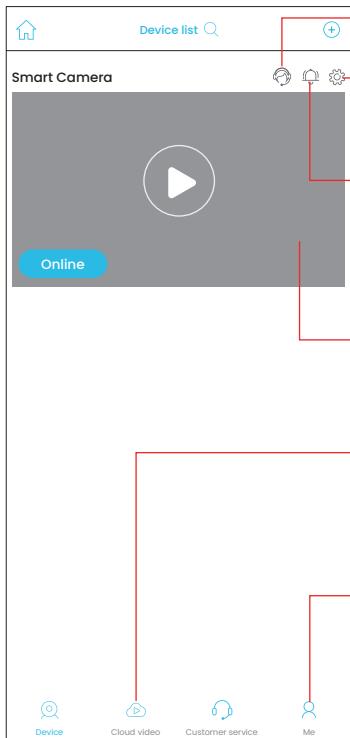 Device list
Smart Camera
Online
Device
Cloud video
Customer service
Me